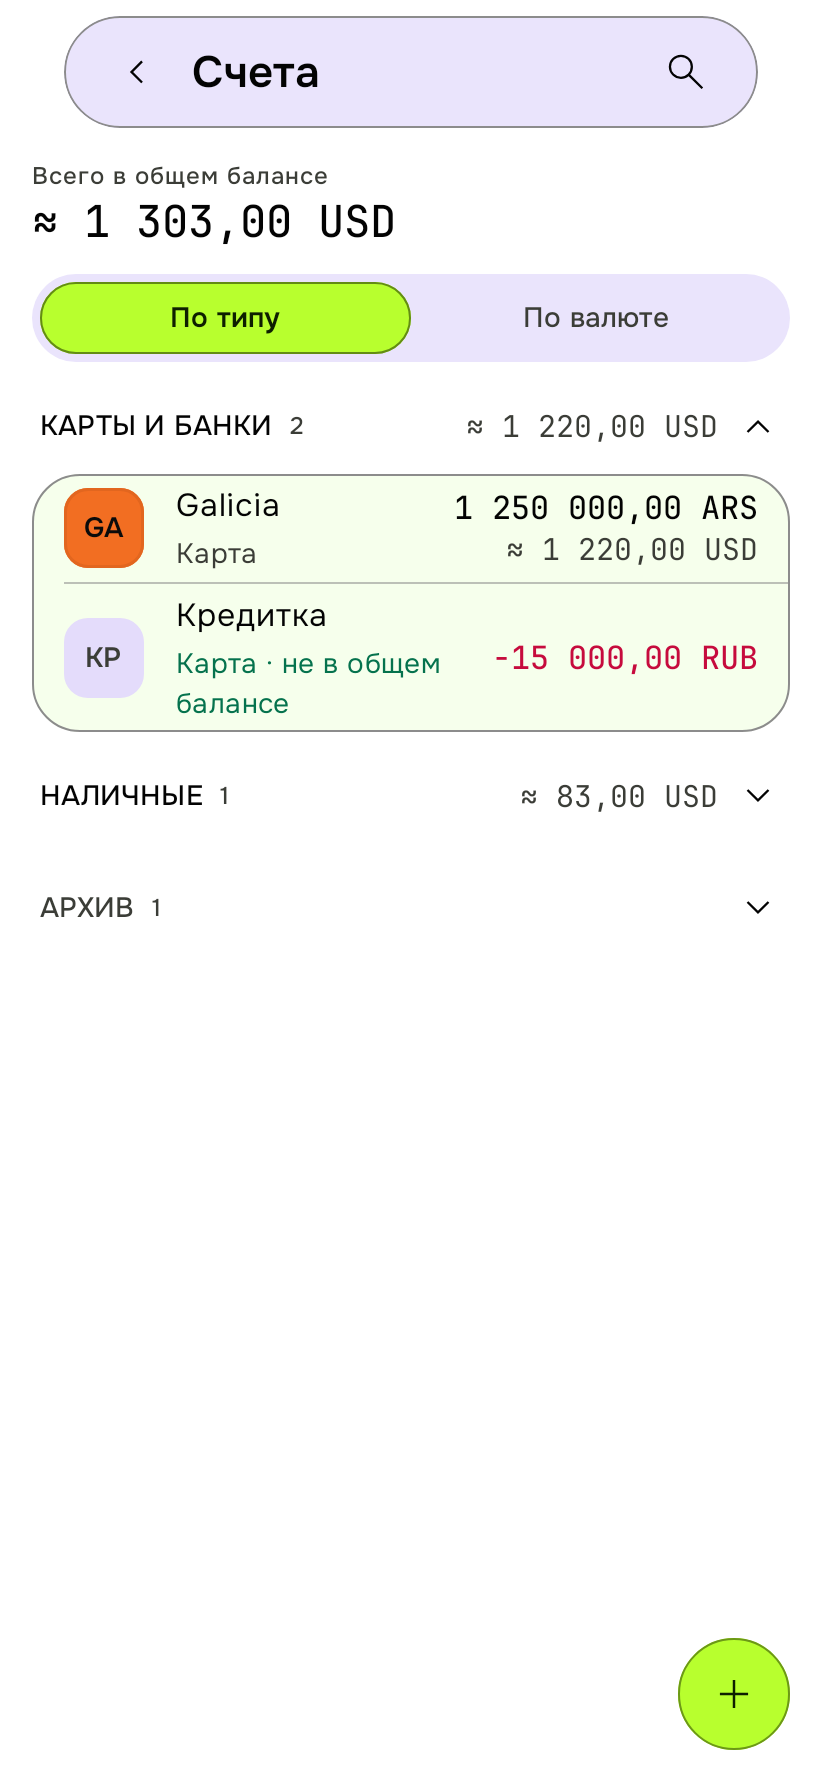 Счета
Всего в общем балансе
≈ 1 303,00 USD
По типу
По валюте
КАРТЫ И БАНКИ 2 ≈ 1 220,00 USD
GA
Galicia
1 250 000,00 ARS
Карта
≈ 1 220,00 USD
КР
Кредитка
Карта · не в общем
балансе
-15 000,00 RUB
НАЛИЧНЫЕ 1 ≈ 83,00 USD
АРХИВ 1